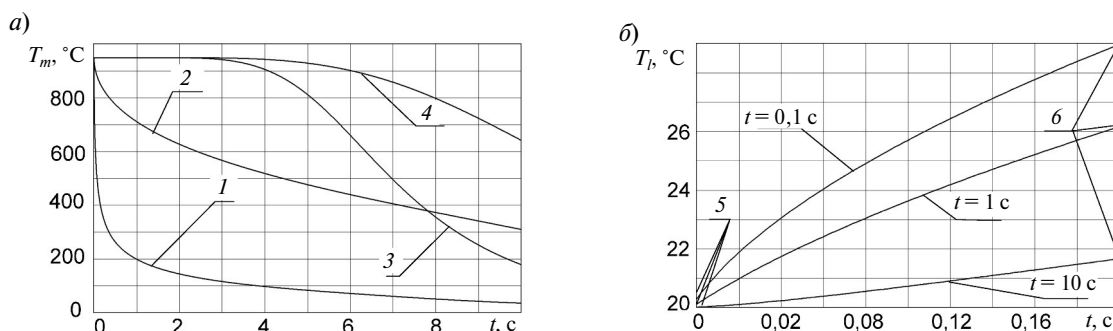 а)
T_m, °C
800
600
400
200
0
0 2 4 6 8 t, c
1
2
3
4
б)
T_l, °C
26
24
22
20
0 0,02 0,08 0,12 0,16 t, c
t = 0,1 c
t = 1 c
t = 10 c
5
6